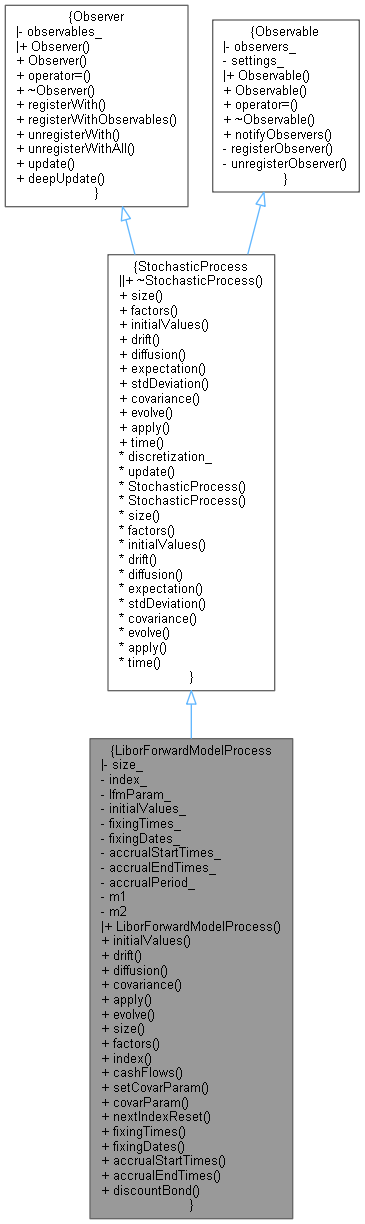 {Observer
|- observables_
|+ Observer()
+ Observer()
+ operator=()
+ ~Observer()
+ registerWith()
+ registerWithObservables()
+ unregisterWith()
+ unregisterWithAll()
+ update()
+ deepUpdate()
}
{Observable
|- observers_
- settings_
|+ Observable()
+ Observable()
+ operator=()
+ ~Observable()
+ notifyObservers()
- registerObserver()
- unregisterObserver()
}
{StochasticProcess
||+ ~StochasticProcess()
+ size()
+ factors()
+ initialValues()
+ drift()
+ diffusion()
+ expectation()
+ stdDeviation()
+ covariance()
+ evolve()
+ apply()
+ time()
* discretization_
* update()
* StochasticProcess()
* StochasticProcess()
* size()
* factors()
* initialValues()
* drift()
* diffusion()
* expectation()
* stdDeviation()
* covariance()
* evolve()
* apply()
* time()
}
{LiborForwardModelProcess
|- size_
- index_
- lfmParam_
- initialValues_
- fixingTimes_
- fixingDates_
- accrualStartTimes_
- accrualEndTimes_
- accrualPeriod_
- m1
- m2
|+ LiborForwardModelProcess()
+ initialValues()
+ drift()
+ diffusion()
+ covariance()
+ apply()
+ evolve()
+ size()
+ factors()
+ index()
+ cashFlows()
+ setCovarParam()
+ covarParam()
+ nextIndexReset()
+ fixingTimes()
+ fixingDates()
+ accrualStartTimes()
+ accrualEndTimes()
+ discountBond()
}